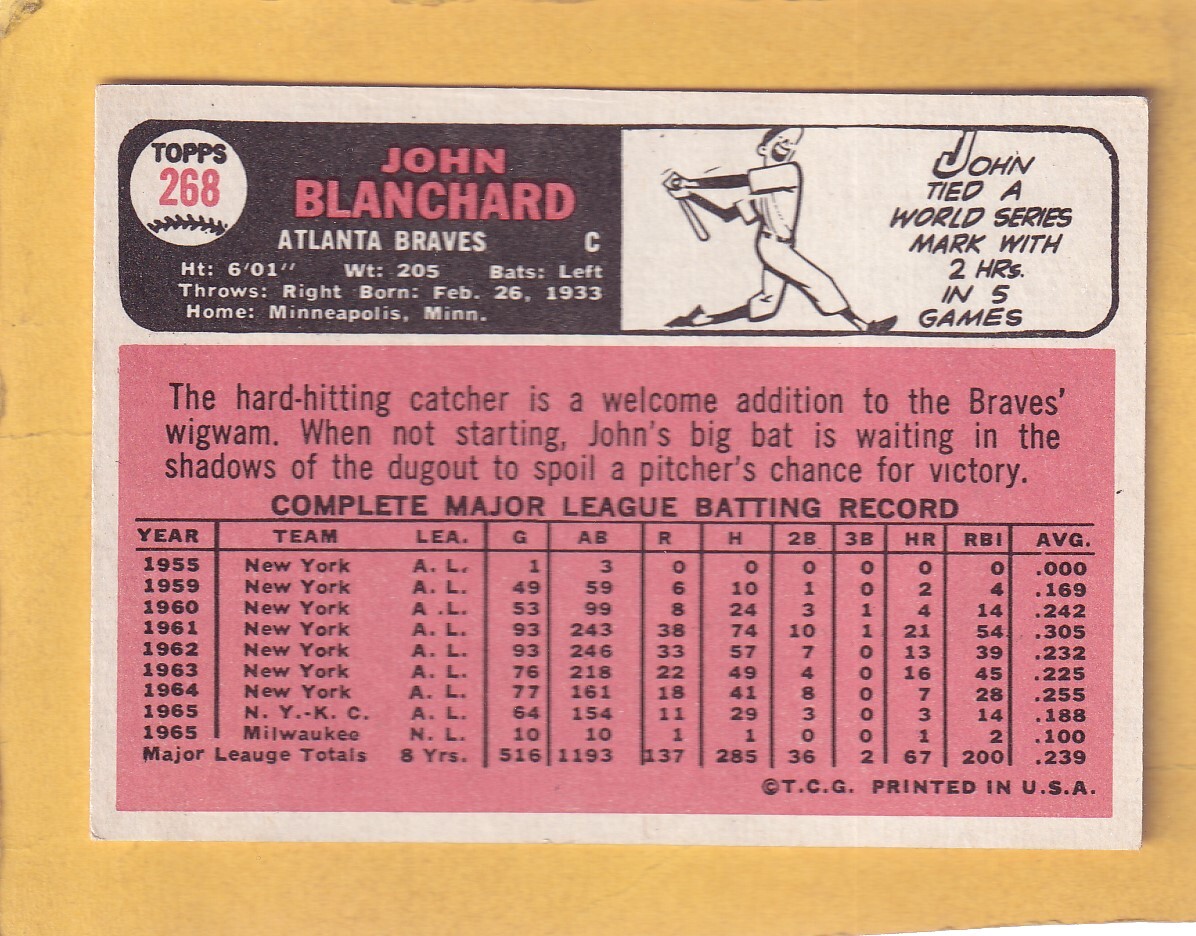 TOPPS
268
JOHN
BLANCHARD
ATLANTA BRAVES C
Ht: 6'01" Wt: 205 Bats: Left
Throws: Right Born: Feb. 26, 1933
Home: Minneapolis, Minn.
JOHN
TIED A
WORLD SERIES
MARK WITH
2 HRs.
IN 5
GAMES
The hard-hitting catcher is a welcome addition to the Braves'
wigwam. When not starting, John's big bat is waiting in the
shadows of the dugout to spoil a pitcher's chance for victory.
COMPLETE MAJOR LEAGUE BATTING RECORD
YEAR TEAM LEA. G AB R H 2B 3B HR RBI AVG.
1955 New York A. L. 1 3 0 0 0 0 0 0 .000
1959 New York A. L. 49 59 6 10 1 0 2 4 .169
1960 New York A .L. 53 99 8 24 3 1 4 14 .242
1961 New York A. L. 93 243 38 74 10 1 21 54 .305
1962 New York A. L. 93 246 33 57 7 0 13 39 .232
1963 New York A. L. 76 218 22 49 4 0 16 45 .225
1964 New York A. L. 77 161 18 41 8 0 7 28 .255
1965 N. Y.-K. C. A. L. 64 154 11 29 3 0 3 14 .188
1965 Milwaukee N. L. 10 10 1 1 0 0 1 2 .100
Major Leauge Totals 8 Yrs. 516 1193 137 285 36 2 67 200 .239
©T.C.G. PRINTED IN U.S.A.